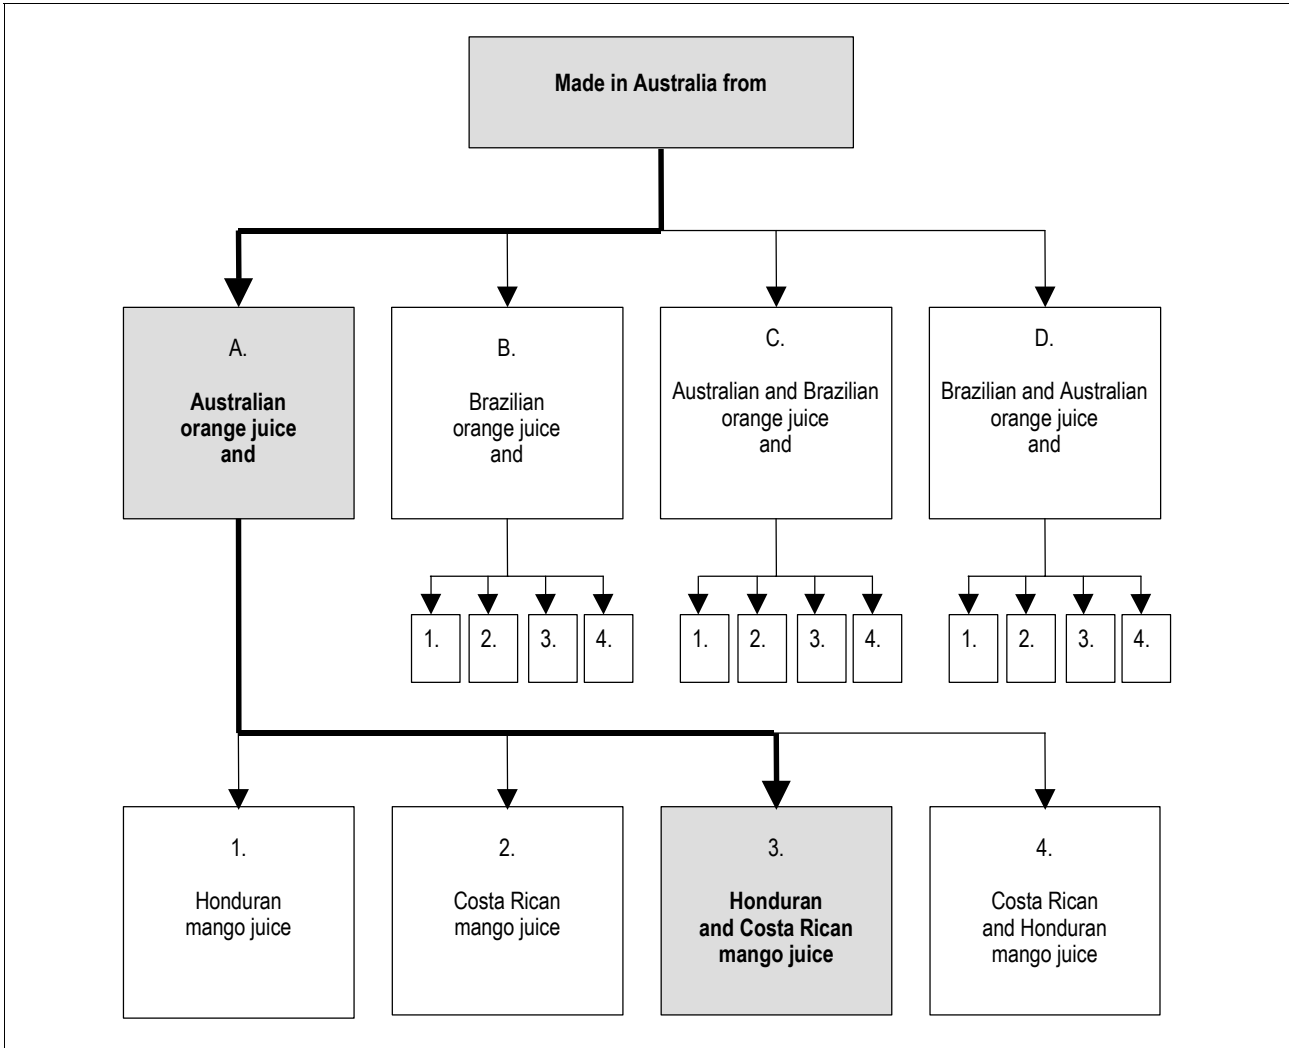 Made in Australia from
A.
Australian
orange juice
and
B.
Brazilian
orange juice
and
C.
Australian and Brazilian
orange juice
and
D.
Brazilian and Australian
orange juice
and
1.
2.
3.
4.
1.
2.
3.
4.
1.
2.
3.
4.
1.
Honduran
mango juice
2.
Costa Rican
mango juice
3.
Honduran
and Costa Rican
mango juice
4.
Costa Rican
and Honduran
mango juice